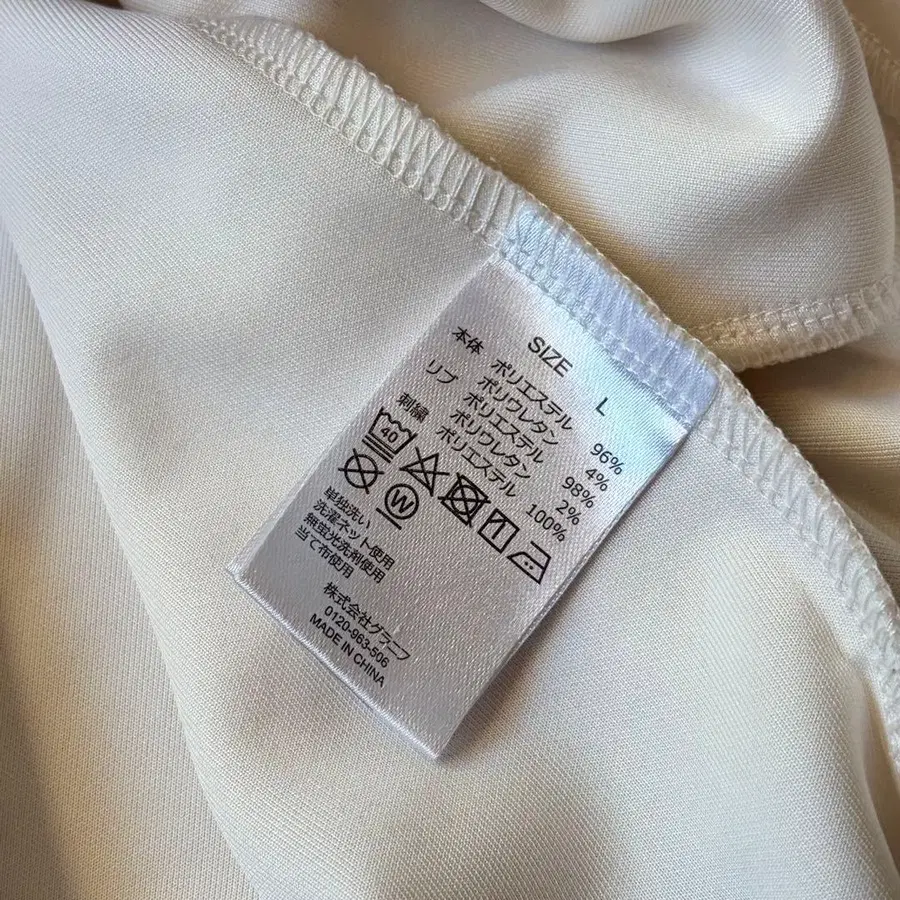 SIZE L
本体 ポリエステル 96%
ポリウレタン 4%
リブ ポリエステル 98%
ポリウレタン 2%
刺繍 ポリエステル 100%
40
W
単独洗い
洗濯ネット使用
無蛍光洗剤使用
当て布使用
株式会社グラニフ
0120-963-506
MADE IN CHINA